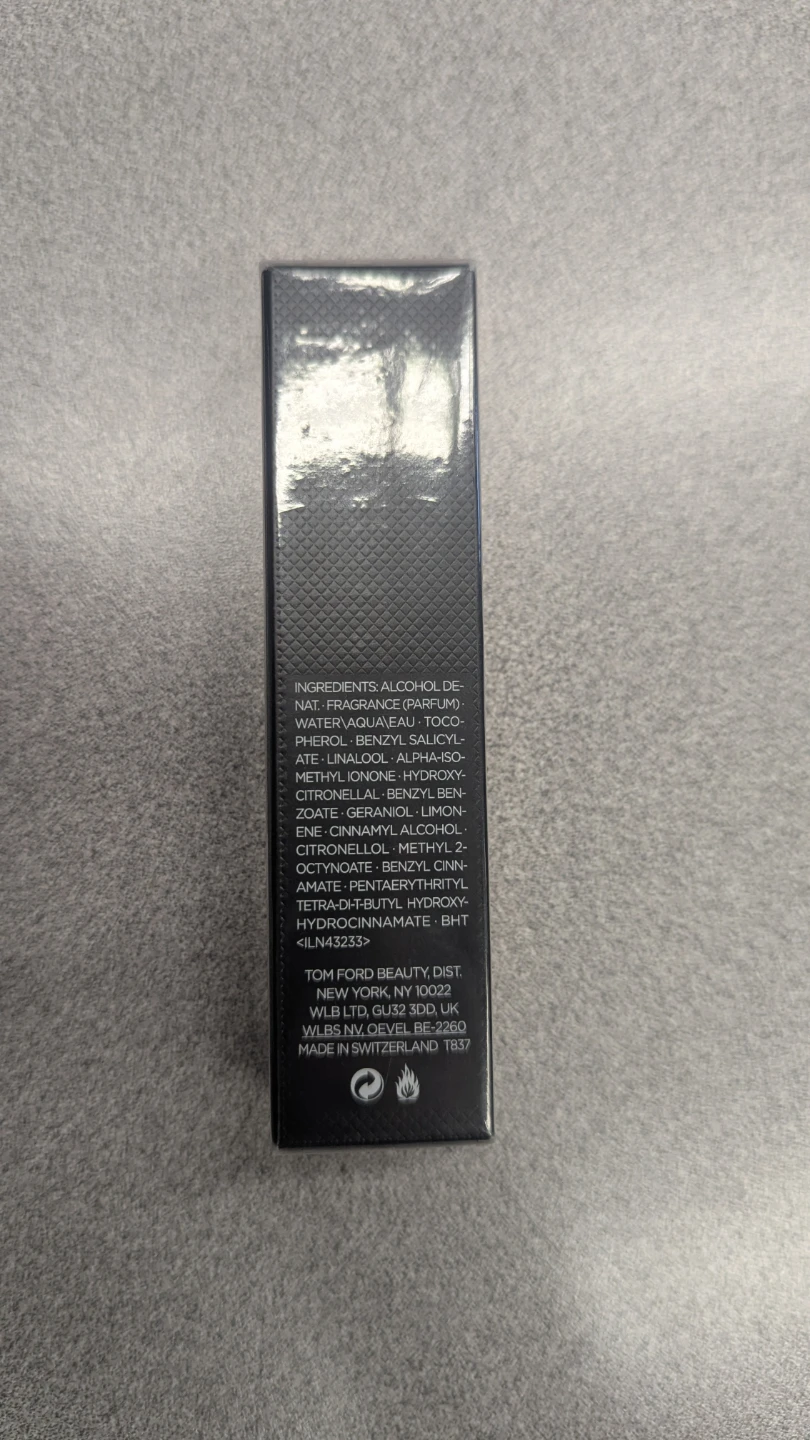 INGREDIENTS: ALCOHOL DE-
NAT. · FRAGRANCE (PARFUM) ·
WATER\AQUA\EAU · TOCO-
PHEROL · BENZYL SALICYL-
ATE · LINALOOL · ALPHA-ISO-
METHYL IONONE · HYDROXY-
CITRONELLAL · BENZYL BEN-
ZOATE · GERANIOL · LIMON-
ENE · CINNAMYL ALCOHOL ·
CITRONELLOL · METHYL 2-
OCTYNOATE · BENZYL CINN-
AMATE · PENTAERYTHRITYL
TETRA-DI-T-BUTYL HYDROXY-
HYDROCINNAMATE · BHT
<ILN43233>
TOM FORD BEAUTY, DIST.
NEW YORK, NY 10022
WLB LTD, GU32 3DD, UK
WLBS NV, OEVEL BE-2260
MADE IN SWITZERLAND T837